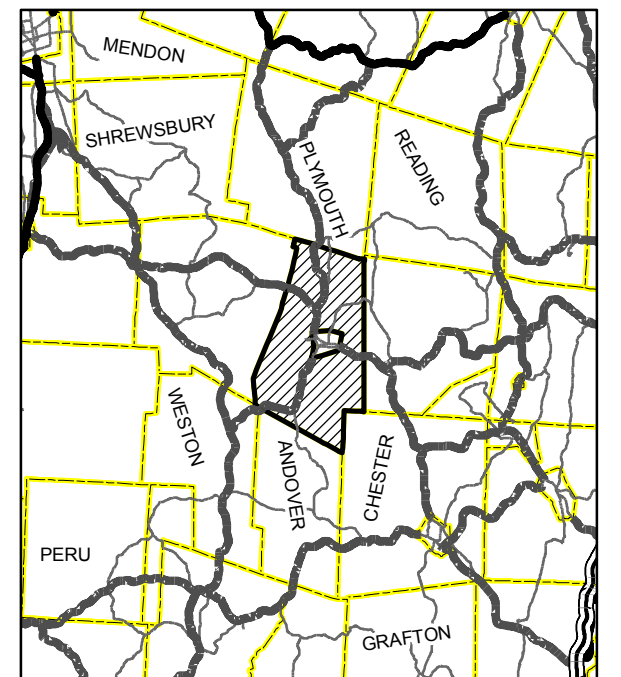 MENDON
SHREWSBURY
PLYMOUTH
READING
WESTON
ANDOVER
CHESTER
PERU
GRAFTON